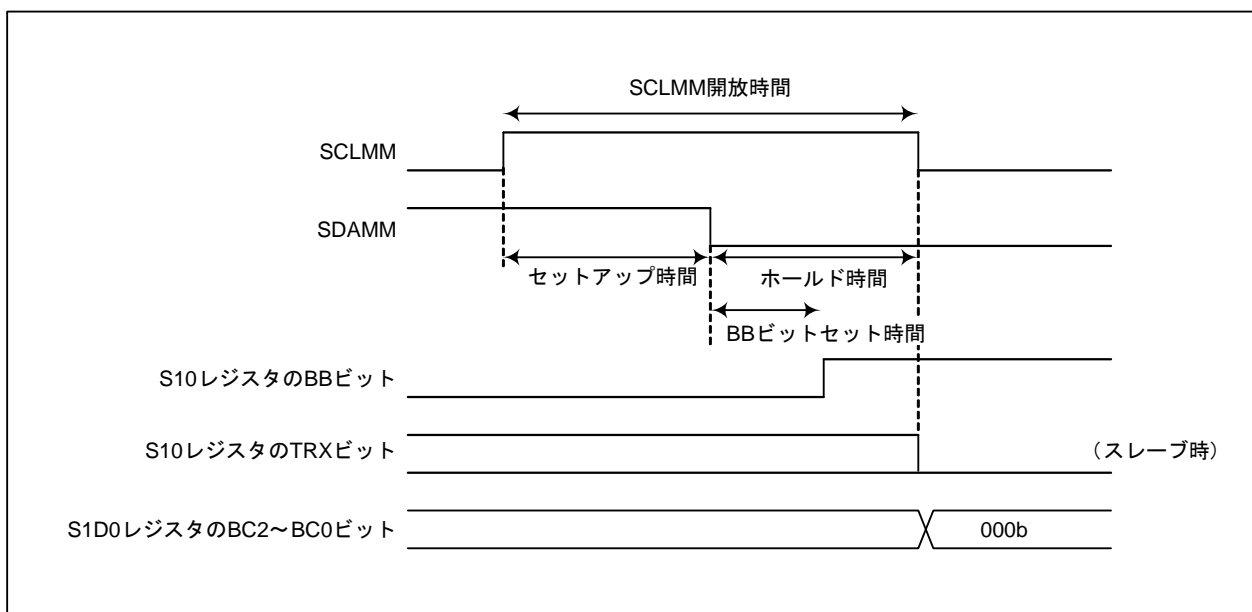 SCLMM開放時間
SCLMM
SDAMM
セットアップ時間
ホールド時間
BBビットセット時間
S10レジスタのBBビット
S10レジスタのTRXビット
（スレーブ時）
S1D0レジスタのBC2～BC0ビット
000b